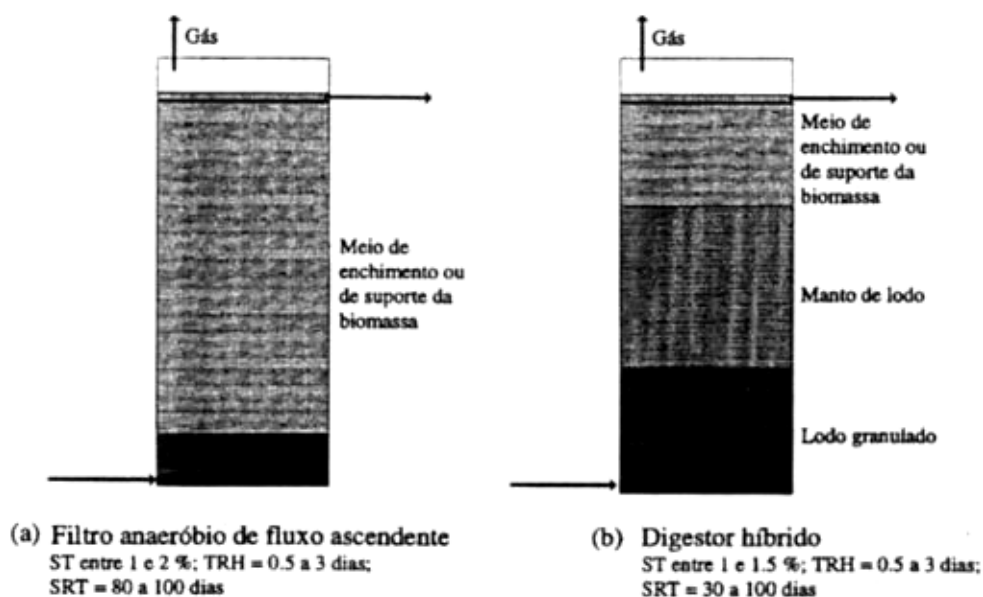 Gás
Meio de
enchimento ou
de suporte da
biomassa
(a) Filtro anaeróbio de fluxo ascendente
ST entre 1 e 2 %; TRH = 0.5 a 3 dias;
SRT = 80 a 100 dias
Gás
Meio de
enchimento ou
de suporte da
biomassa
Manto de lodo
Lodo granulado
(b) Digestor híbrido
ST entre 1 e 1.5 %; TRH = 0.5 a 3 dias;
SRT = 30 a 100 dias